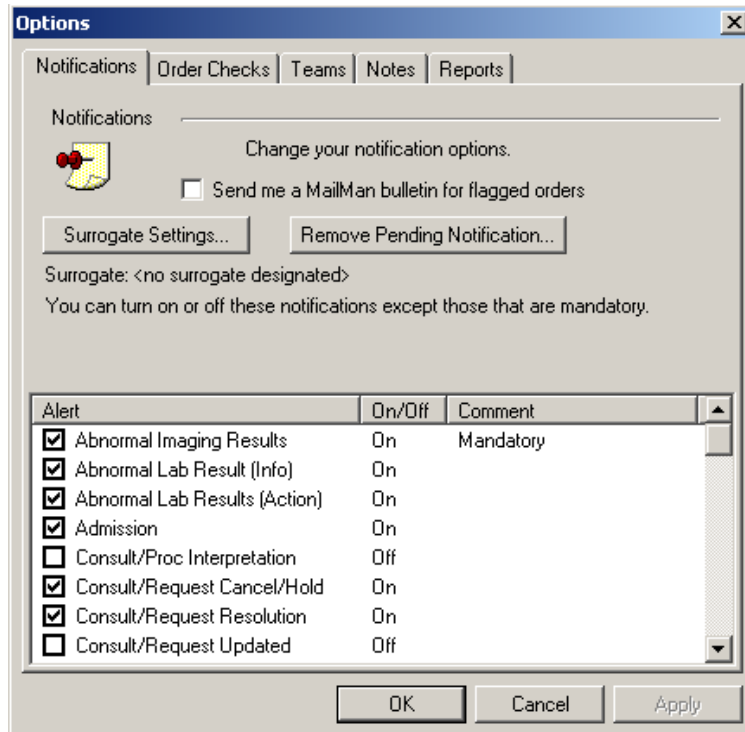 Options
Notifications Order Checks Teams Notes Reports
Notifications
Change your notification options.
Send me a MailMan bulletin for flagged orders
Surrogate Settings... Remove Pending Notification...
Surrogate: <no surrogate designated>
You can turn on or off these notifications except those that are mandatory.
Alert On/Off Comment
Abnormal Imaging Results On Mandatory
Abnormal Lab Result (Info) On
Abnormal Lab Results (Action) On
Admission On
Consult/Proc Interpretation Off
Consult/Request Cancel/Hold On
Consult/Request Resolution On
Consult/Request Updated Off
OK Cancel Apply